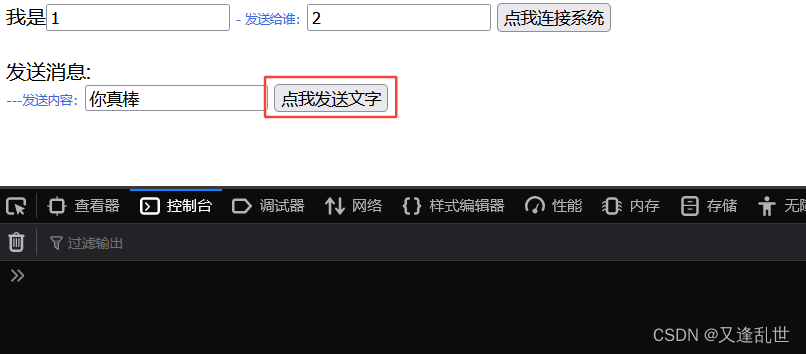 我是 1 - 发送给谁: 2 点我连接系统
发送消息:
---发送内容: 你真棒 点我发送文字
查看器 控制台 调试器 网络 样式编辑器 性能 内存 存储 无障
过滤输出
CSDN @又逢乱世